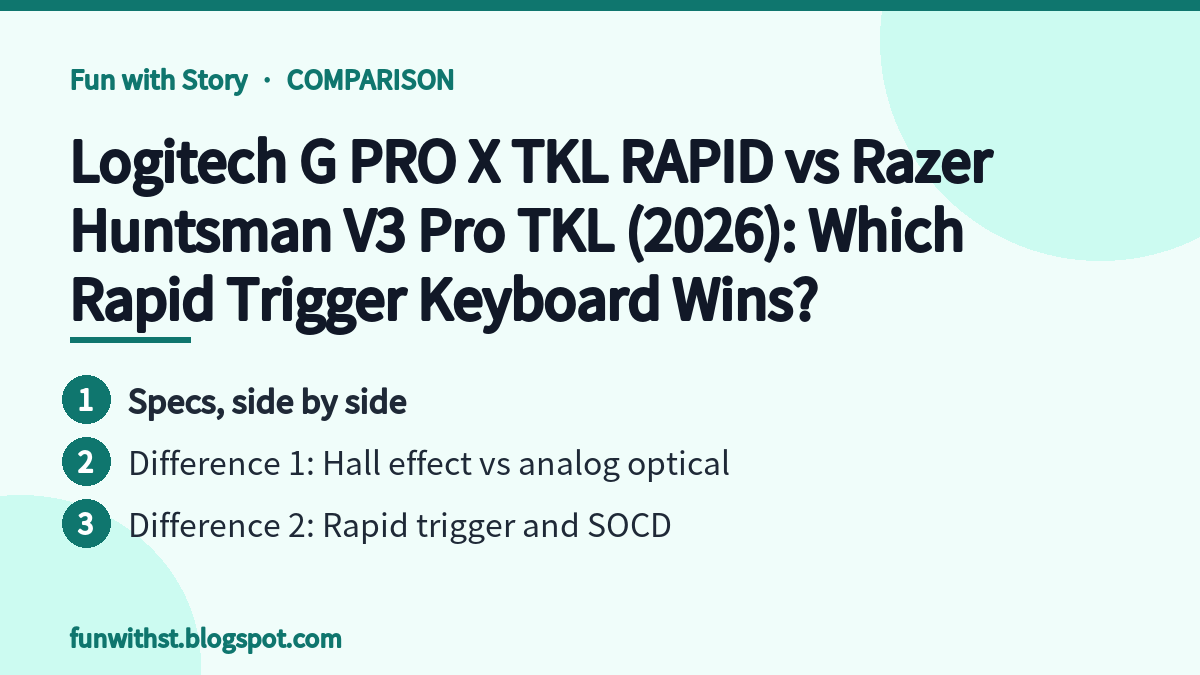 Fun with Story · COMPARISON
Logitech G PRO X TKL RAPID vs Razer
Huntsman V3 Pro TKL (2026): Which
Rapid Trigger Keyboard Wins?
1 Specs, side by side
2 Difference 1: Hall effect vs analog optical
3 Difference 2: Rapid trigger and SOCD
funwithst.blogspot.com